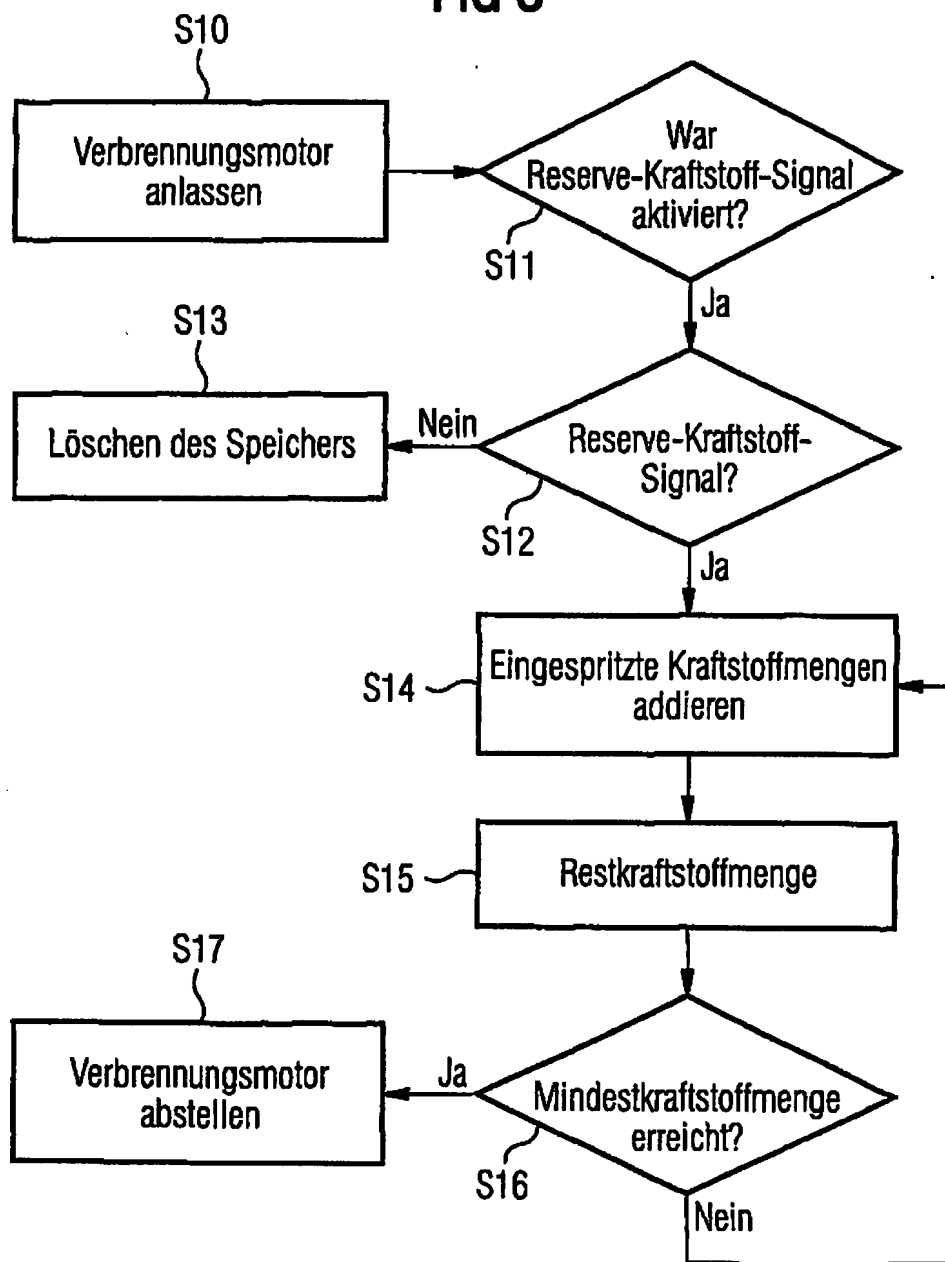 S10
Verbrennungsmotor
anlassen
War
Reserve-Kraftstoff-Signal
aktiviert?
S11
Ja
S13
Löschen des Speichers
Nein
Reserve-Kraftstoff-
Signal?
S12
Ja
S14
Eingespritzte Kraftstoffmengen
addieren
S15
Restkraftstoffmenge
S17
Verbrennungsmotor
abstellen
Ja
Mindestkraftstoffmenge
erreicht?
S16
Nein